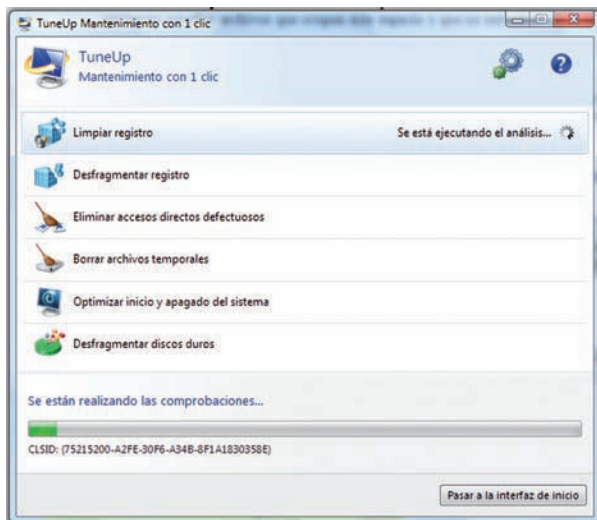 TuneUp Mantenimiento con 1 clic
TuneUp
Mantenimiento con 1 clic
Limpiar registro
Se está ejecutando el análisis...
Desfragmentar registro
Eliminar accesos directos defectuosos
Borrar archivos temporales
Optimizar inicio y apagado del sistema
Desfragmentar discos duros
Se están realizando las comprobaciones...
CLSID: {75215200-A2FE-30F6-A34B-8F1A1830358E}
Pasar a la interfaz de inicio